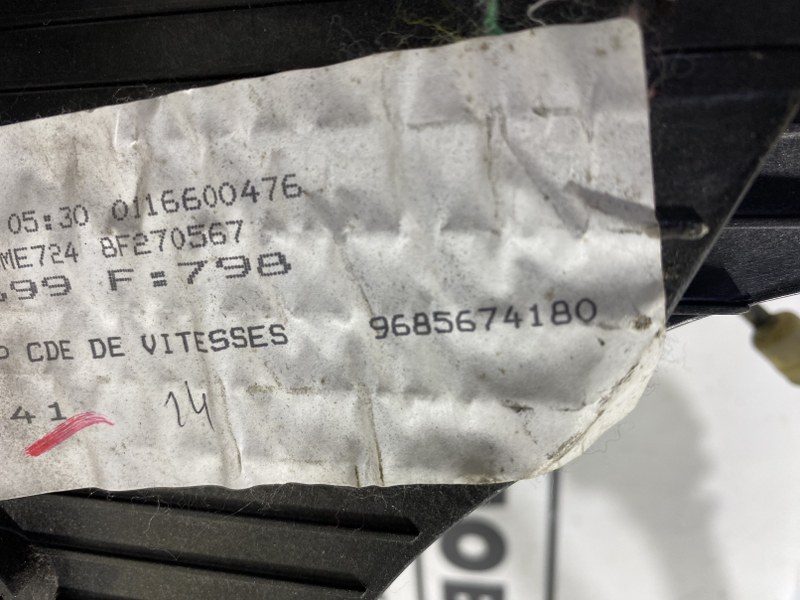 05:30 0116600476
ME724 8F270567
99 F:798
CDE DE VITESSES 9685674180
41 14